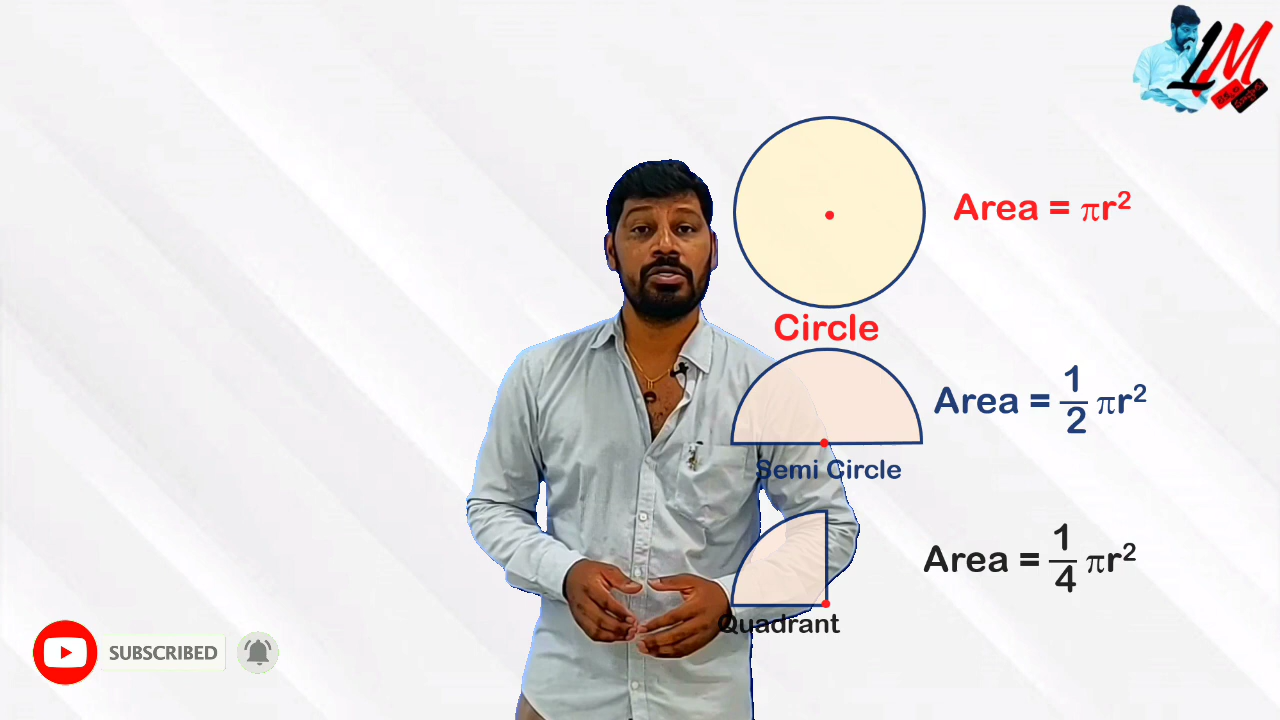 LM
Area = πr²
Circle
Area = 1/2 πr²
Semi Circle
Area = 1/4 πr²
Quadrant
SUBSCRIBED